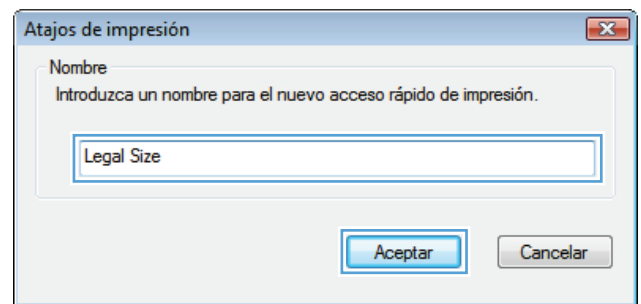 Atajos de impresión
Nombre
Introduzca un nombre para el nuevo acceso rápido de impresión.
Legal Size
Aceptar Cancelar